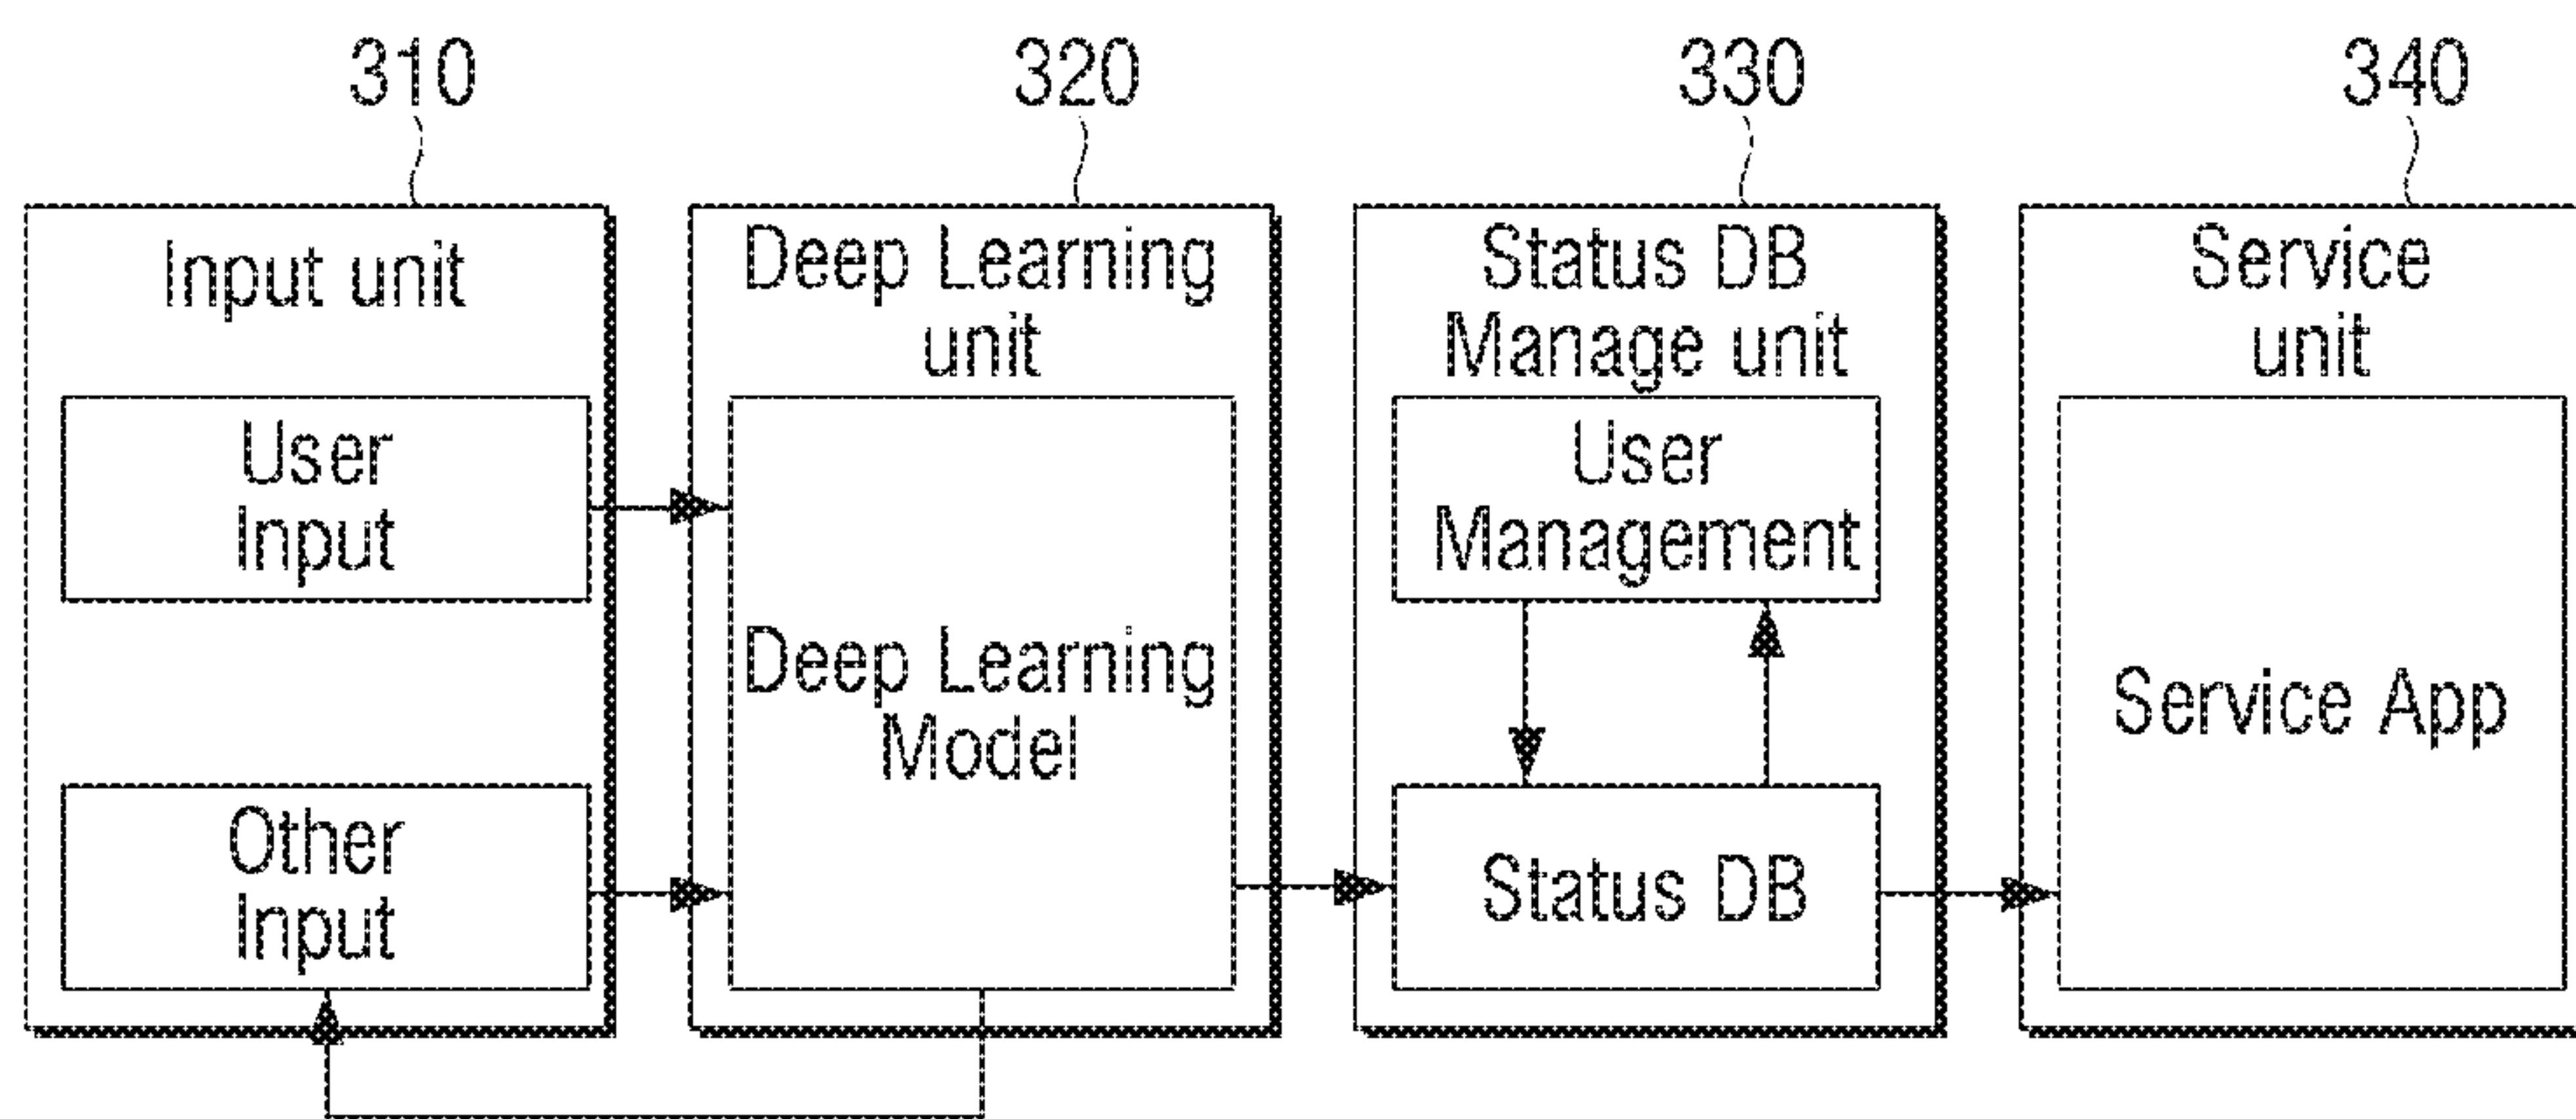 310
320
330
340
Input unit
User
Input
Other
Input
Deep Learning
unit
Deep Learning
Model
Status DB
Manage unit
User
Management
Status DB
Service
unit
Service App